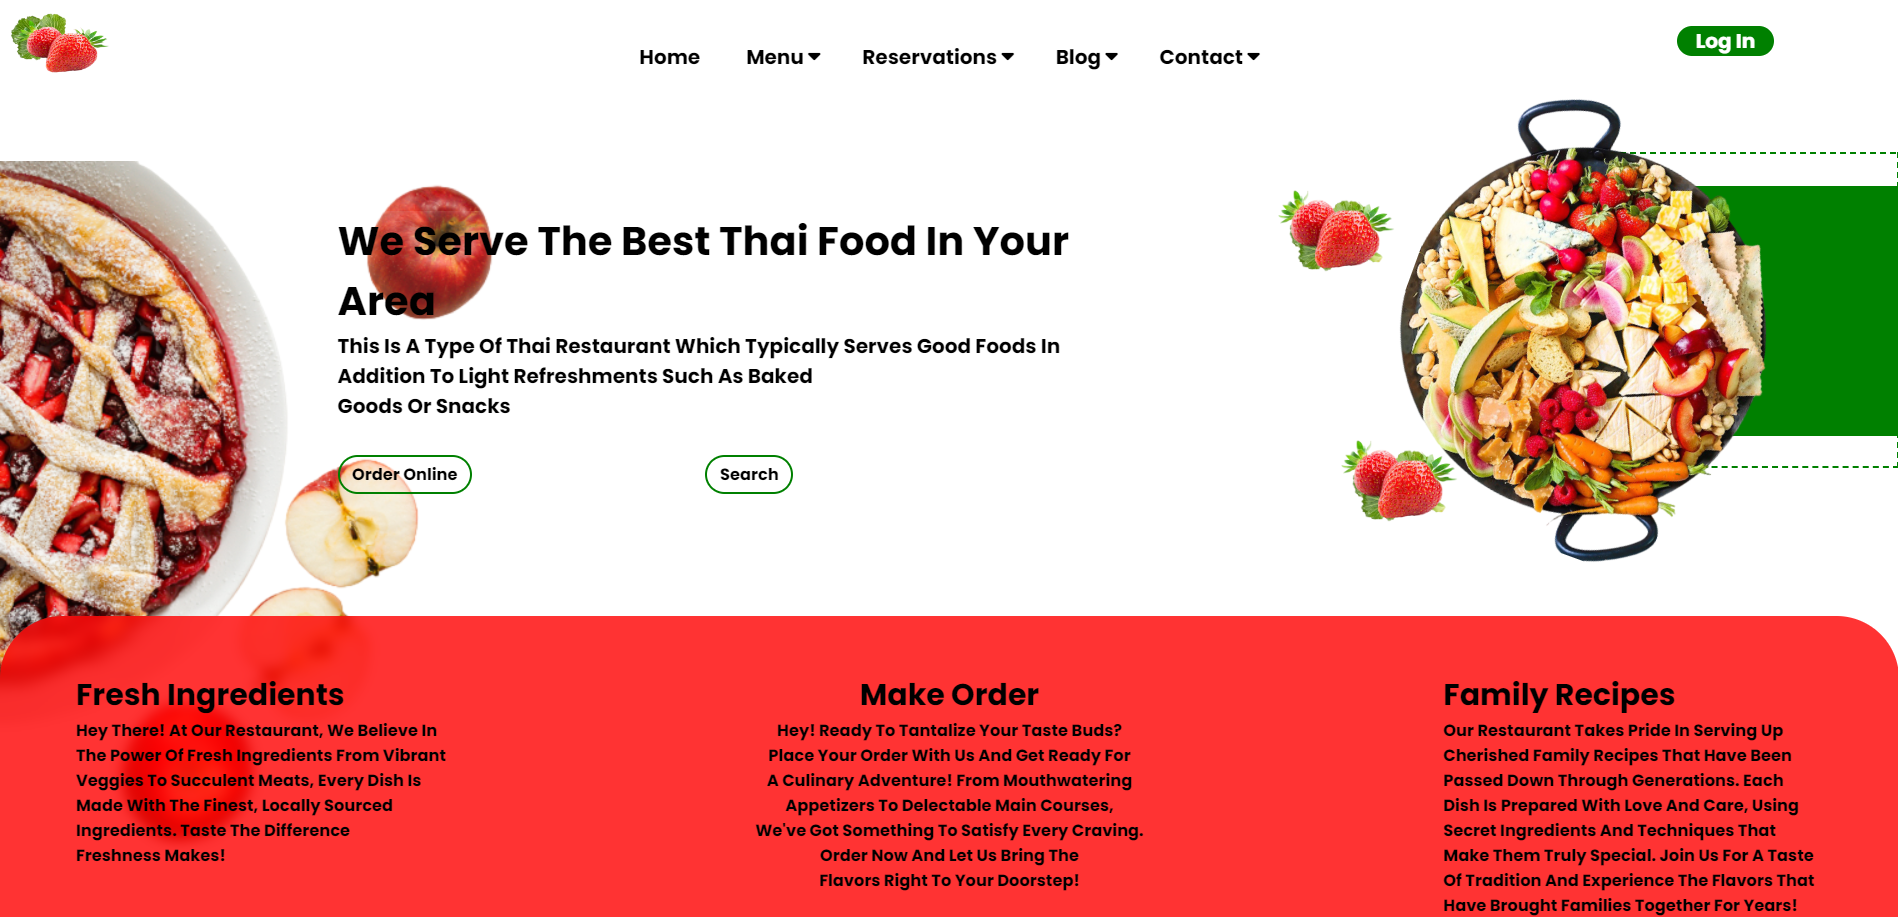 Home Menu Reservations Blog Contact
Log In
We Serve The Best Thai Food In Your
Area
This Is A Type Of Thai Restaurant Which Typically Serves Good Foods In
Addition To Light Refreshments Such As Baked
Goods Or Snacks
Order Online
Search
Fresh Ingredients
Hey There! At Our Restaurant, We Believe In
The Power Of Fresh Ingredients From Vibrant
Veggies To Succulent Meats, Every Dish Is
Made With The Finest, Locally Sourced
Ingredients. Taste The Difference
Freshness Makes!
Make Order
Hey! Ready To Tantalize Your Taste Buds?
Place Your Order With Us And Get Ready For
A Culinary Adventure! From Mouthwatering
Appetizers To Delectable Main Courses,
We've Got Something To Satisfy Every Craving.
Order Now And Let Us Bring The
Flavors Right To Your Doorstep!
Family Recipes
Our Restaurant Takes Pride In Serving Up
Cherished Family Recipes That Have Been
Passed Down Through Generations. Each
Dish Is Prepared With Love And Care, Using
Secret Ingredients And Techniques That
Make Them Truly Special. Join Us For A Taste
Of Tradition And Experience The Flavors That
Have Brought Families Together For Years!